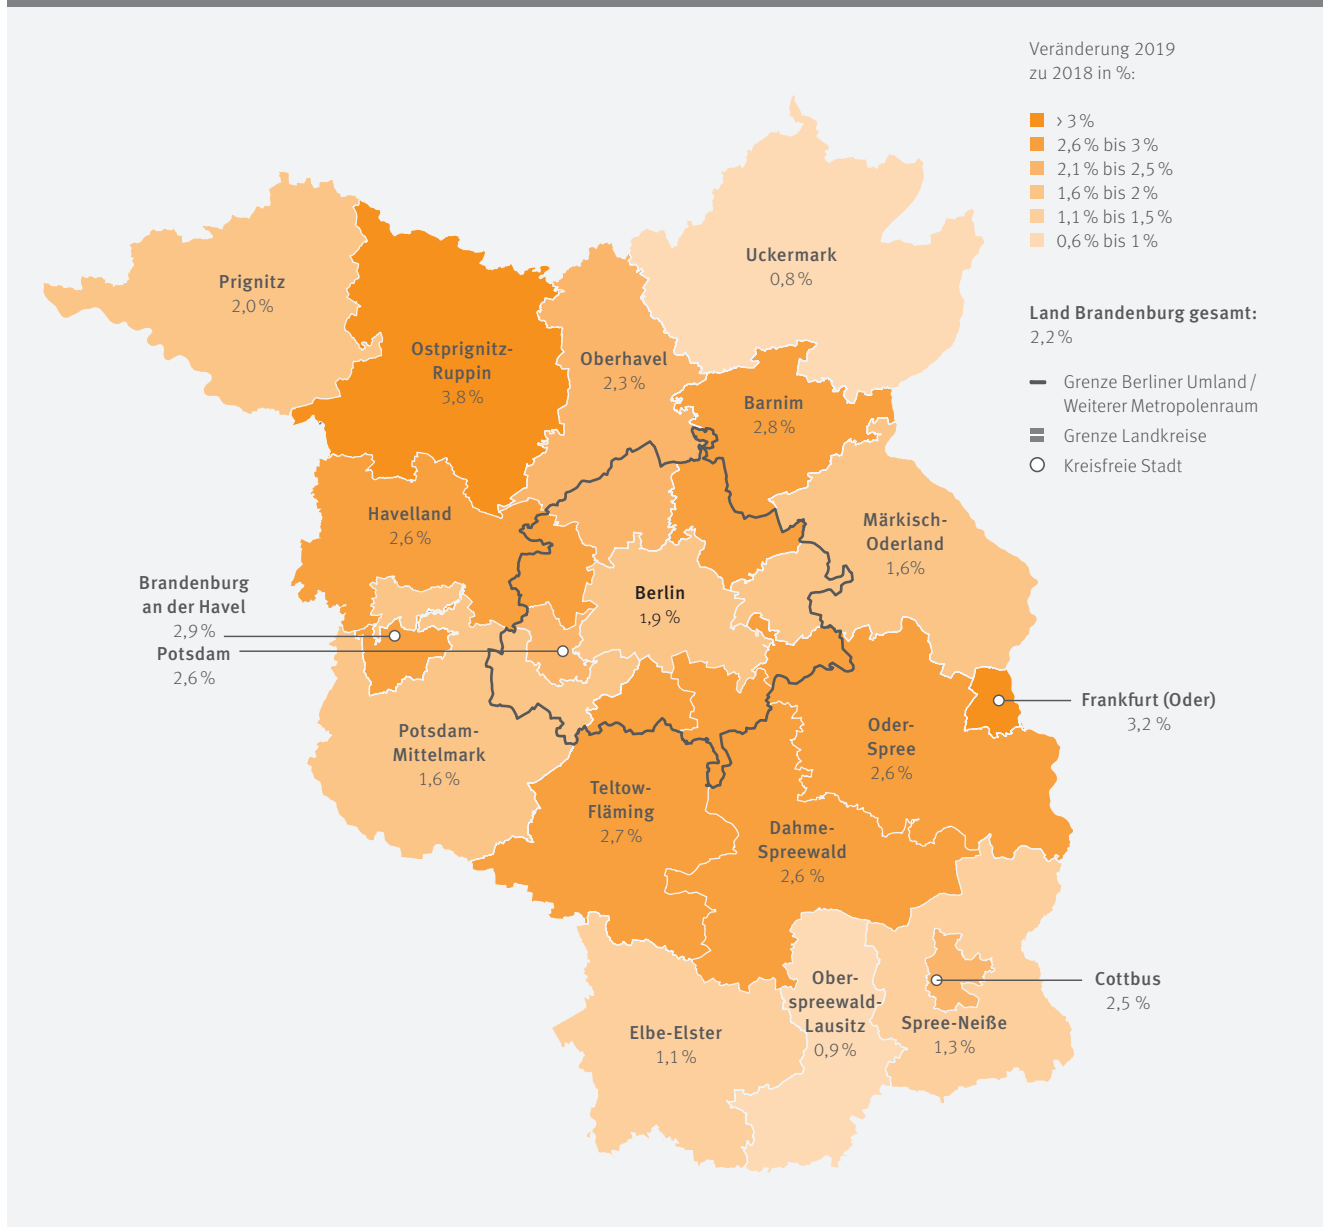 Veränderung 2019
zu 2018 in %:
› 3 %
2,6 % bis 3 %
2,1 % bis 2,5 %
1,6 % bis 2 %
1,1 % bis 1,5 %
0,6 % bis 1 %
Land Brandenburg gesamt:
2,2 %
Grenze Berliner Umland /
Weiterer Metropolenraum
Grenze Landkreise
Kreisfreie Stadt
Prignitz
2,0 %
Ostprignitz-
Ruppin
3,8 %
Oberhavel
2,3 %
Uckermark
0,8 %
Barnim
2,8 %
Havelland
2,6 %
Märkisch-
Oderland
1,6%
Berlin
1,9 %
Brandenburg
an der Havel
2,9 %
Potsdam
2,6 %
Potsdam-
Mittelmark
1,6 %
Frankfurt (Oder)
3,2 %
Oder-
Spree
2,6 %
Teltow-
Fläming
2,7 %
Dahme-
Spreewald
2,6 %
Cottbus
2,5 %
Ober-
spreewald-
Lausitz
0,9 %
Spree-Neiße
1,3 %
Elbe-Elster
1,1 %